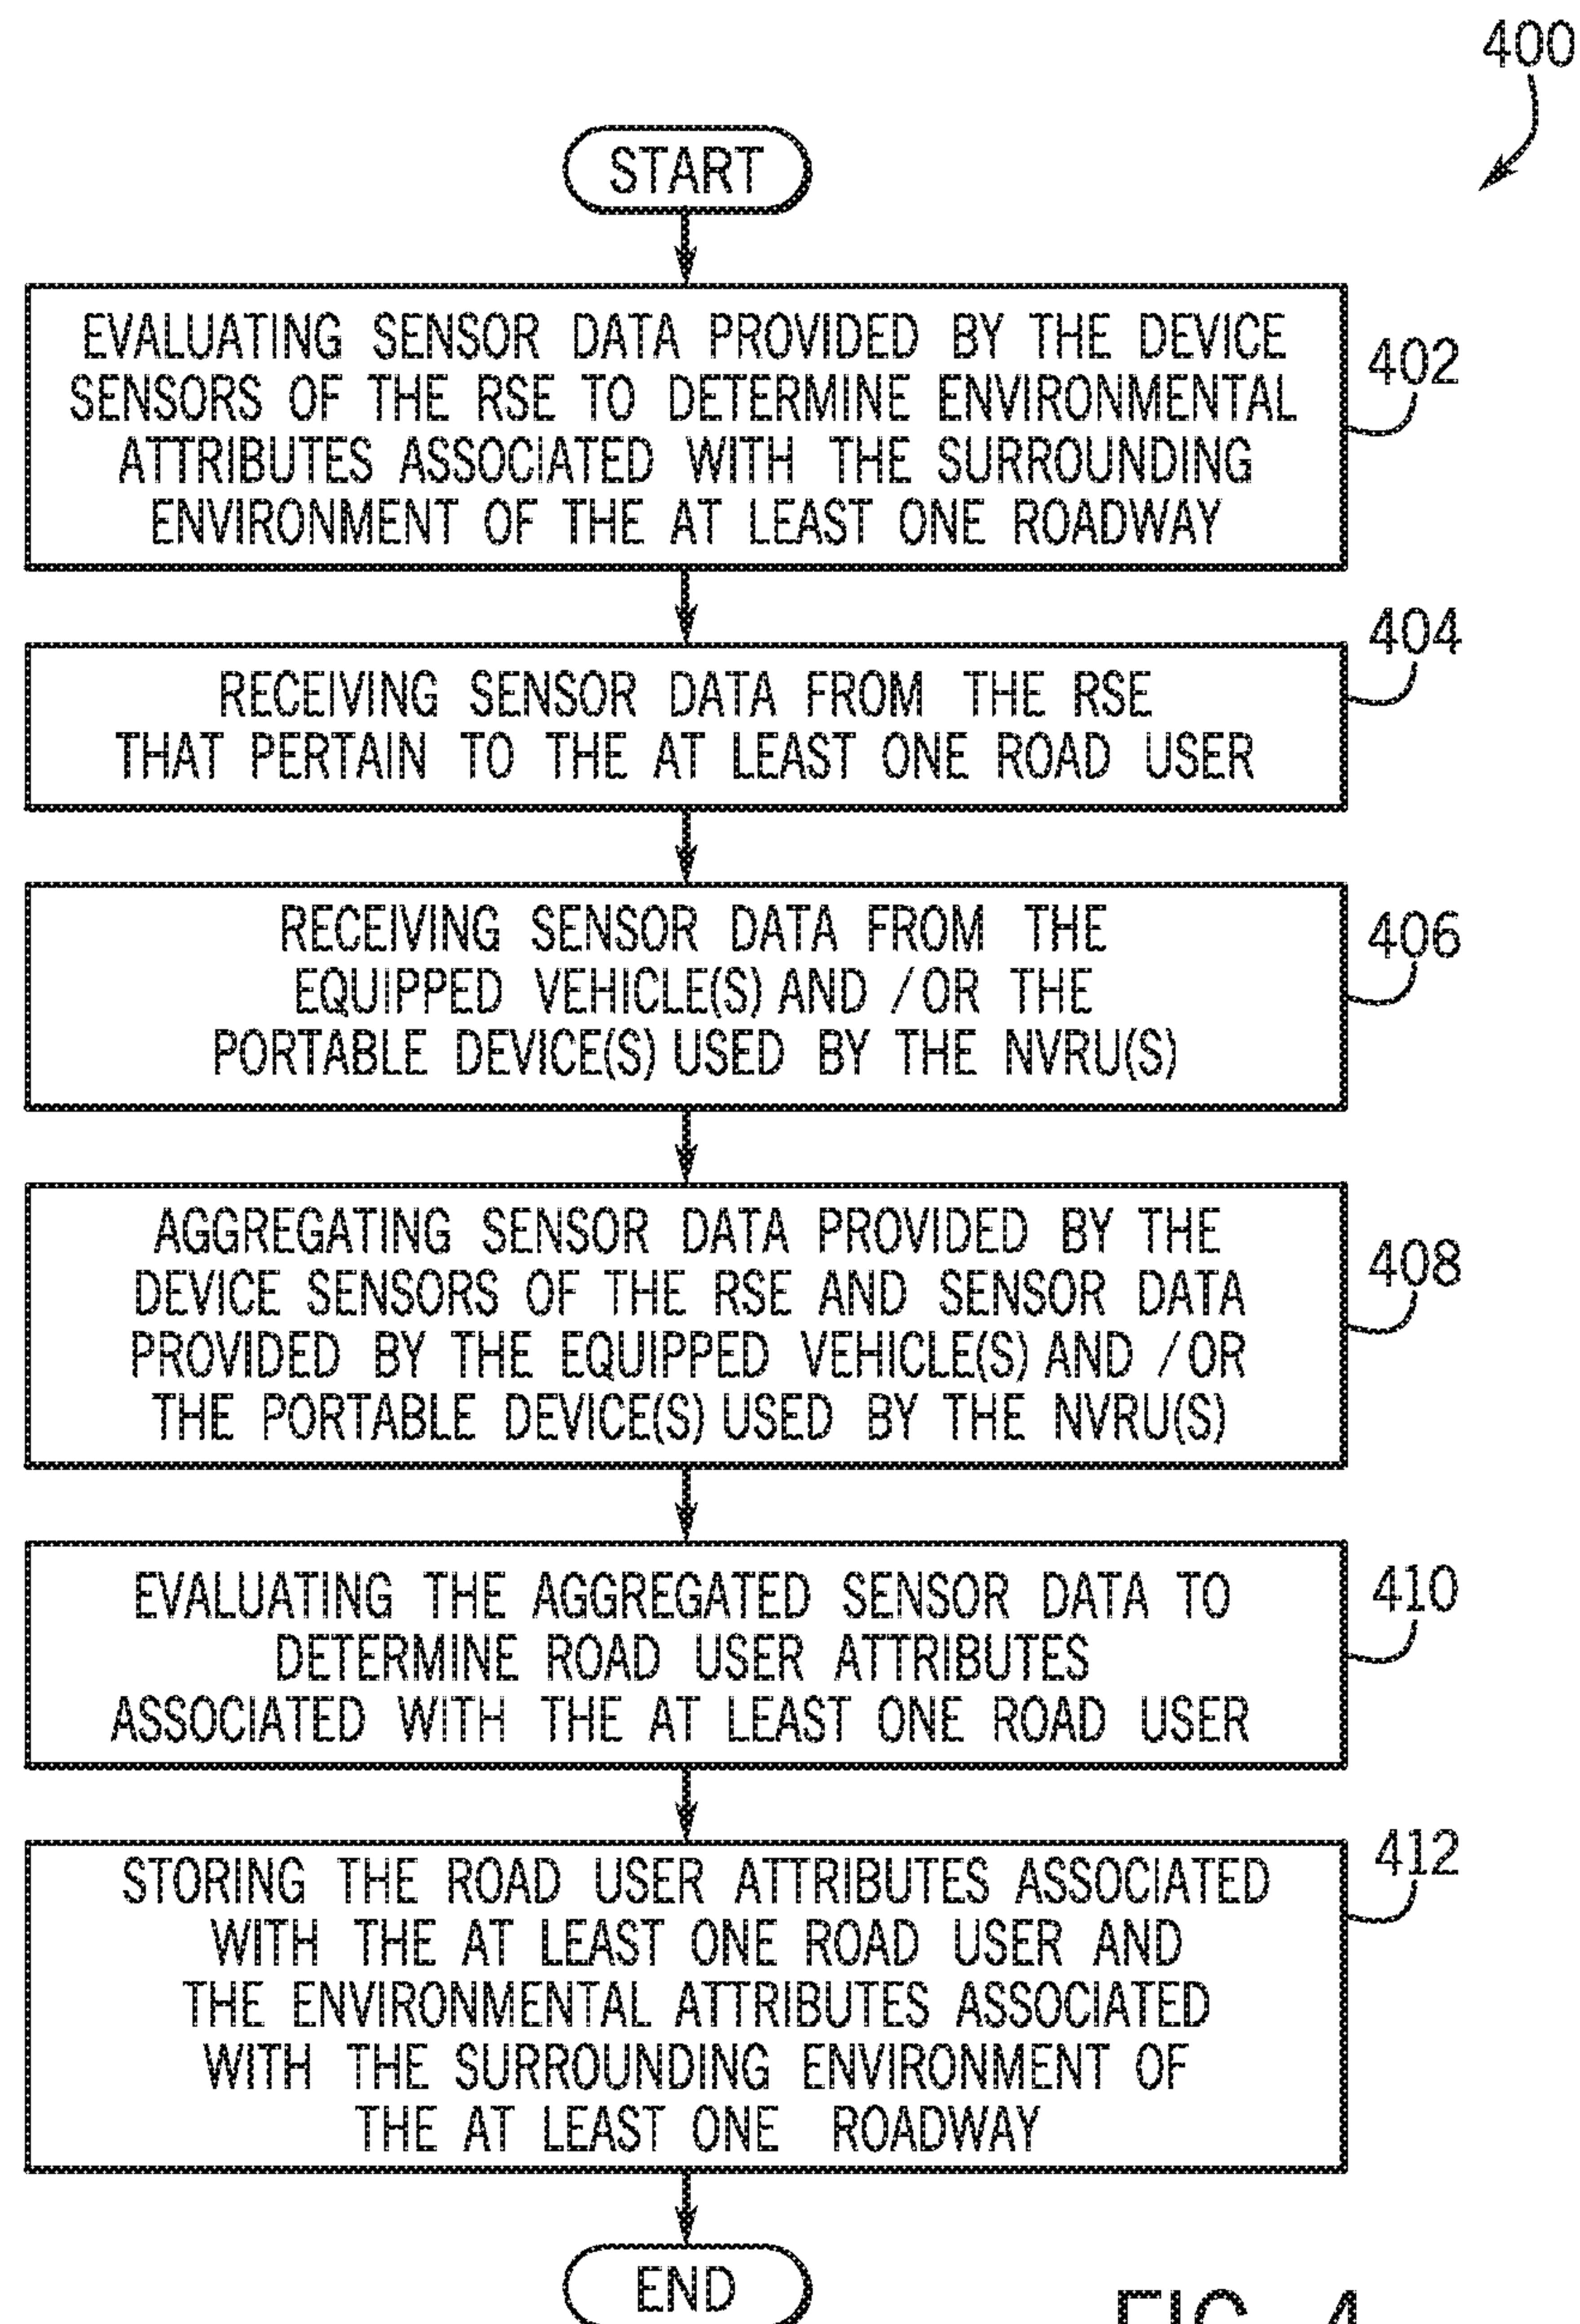 400
START
EVALUATING SENSOR DATA PROVIDED BY THE DEVICE
SENSORS OF THE RSE TO DETERMINE ENVIRONMENTAL
ATTRIBUTES ASSOCIATED WITH THE SURROUNDING
ENVIRONMENT OF THE AT LEAST ONE ROADWAY
402
RECEIVING SENSOR DATA FROM THE RSE
THAT PERTAIN TO THE AT LEAST ONE ROAD USER
404
RECEIVING SENSOR DATA FROM THE
EQUIPPED VEHICLE(S) AND /OR THE
PORTABLE DEVICE(S) USED BY THE NVRU(S)
406
AGGREGATING SENSOR DATA PROVIDED BY THE
DEVICE SENSORS OF THE RSE AND SENSOR DATA
PROVIDED BY THE EQUIPPED VEHICLE(S) AND /OR
THE PORTABLE DEVICE(S) USED BY THE NVRU(S)
408
EVALUATING THE AGGREGATED SENSOR DATA TO
DETERMINE ROAD USER ATTRIBUTES
ASSOCIATED WITH THE AT LEAST ONE ROAD USER
410
STORING THE ROAD USER ATTRIBUTES ASSOCIATED
WITH THE AT LEAST ONE ROAD USER AND
THE ENVIRONMENTAL ATTRIBUTES ASSOCIATED
WITH THE SURROUNDING ENVIRONMENT OF
THE AT LEAST ONE ROADWAY
412
END
FIG. 4